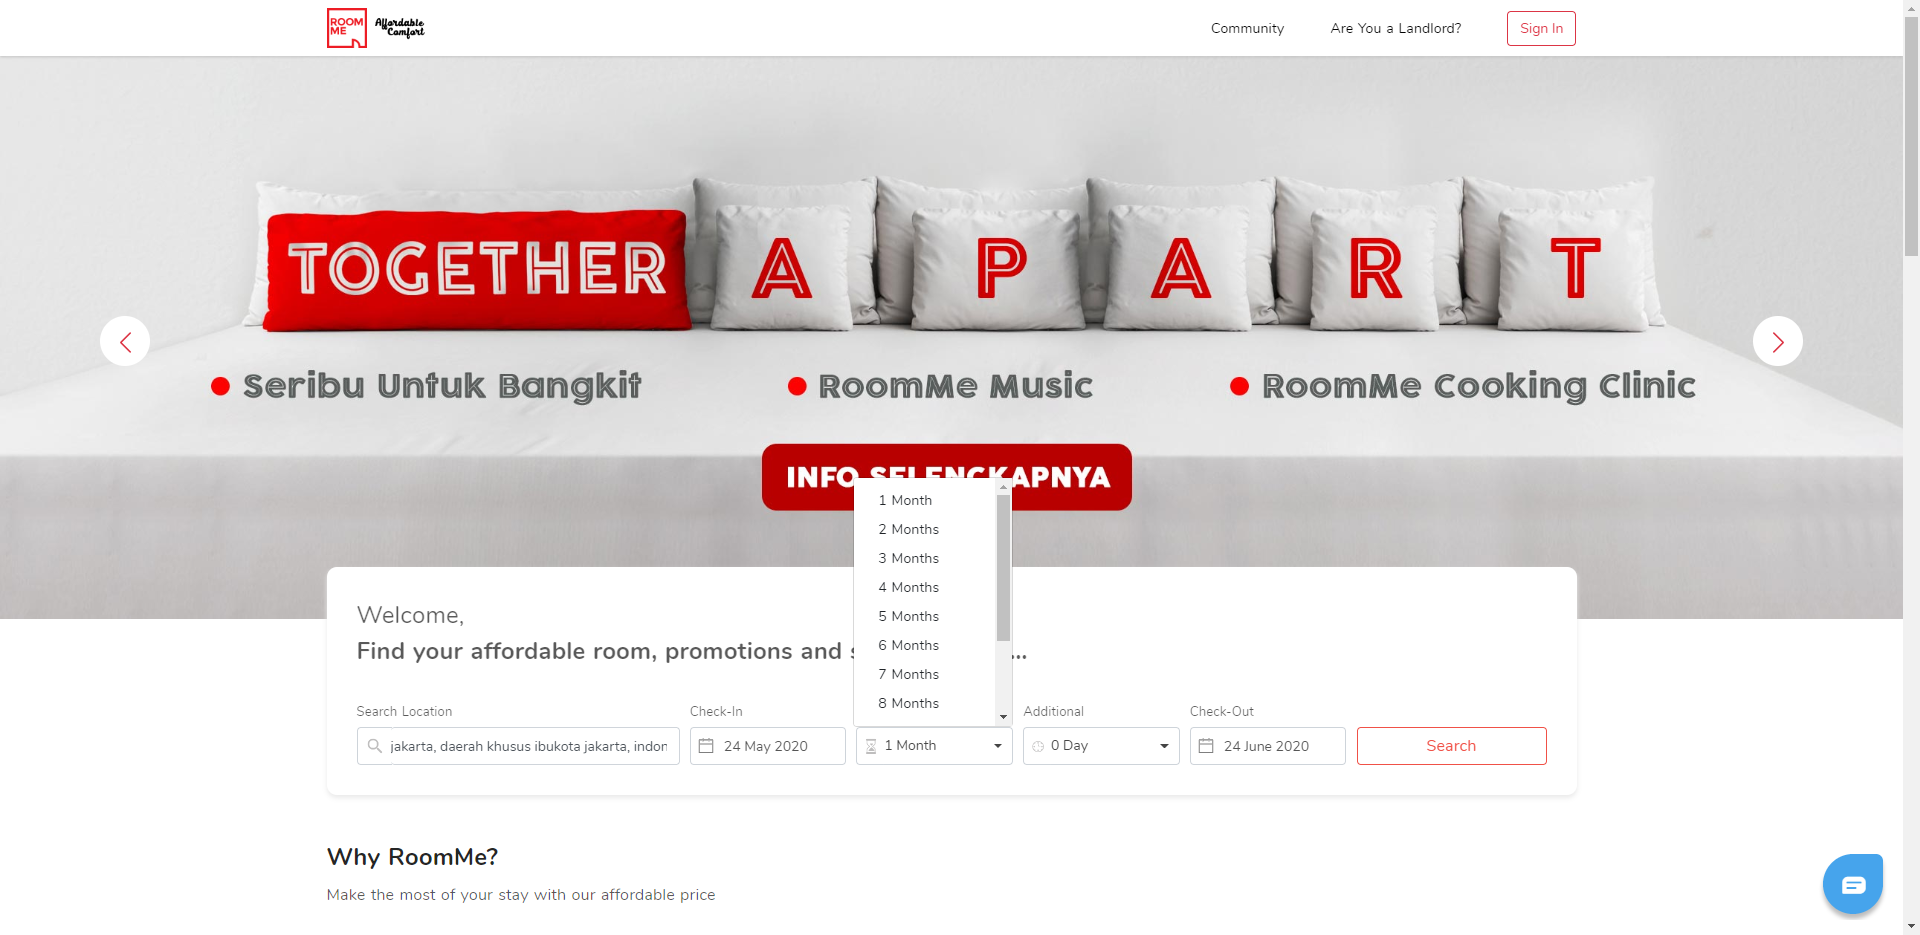 ROOM
ME
Affordable
Comfort
Community
Are You a Landlord?
Sign In
TOGETHER A P A R T
Seribu Untuk Bangkit
RoomMe Music
RoomMe Cooking Clinic
INFO SELENGKAPNYA
1 Month
2 Months
3 Months
4 Months
5 Months
6 Months
7 Months
8 Months
Welcome,
Find your affordable room, promotions and
...
Search Location
Check-In
Additional
Check-Out
jakarta, daerah khusus ibukota jakarta, indon
24 May 2020
1 Month
0 Day
24 June 2020
Search
Why RoomMe?
Make the most of your stay with our affordable price